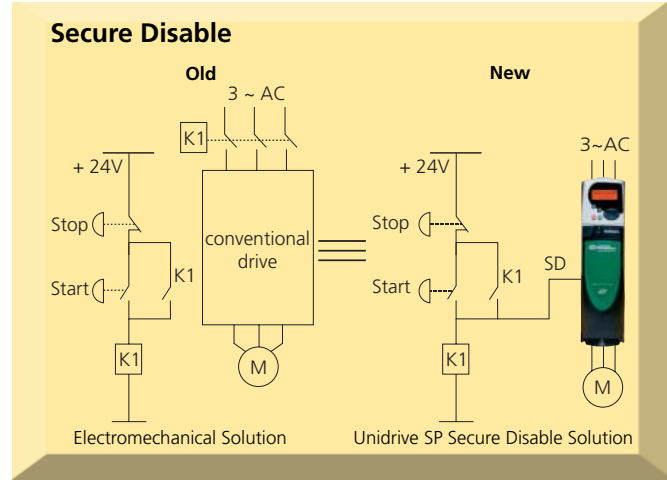 Secure Disable
Old
New
3 ~ AC
K1
3~AC
+ 24V
+ 24V
Stop
conventional
drive
Stop
SD
Start
K1
Start
K1
K1
M
K1
M
Electromechanical Solution
Unidrive SP Secure Disable Solution